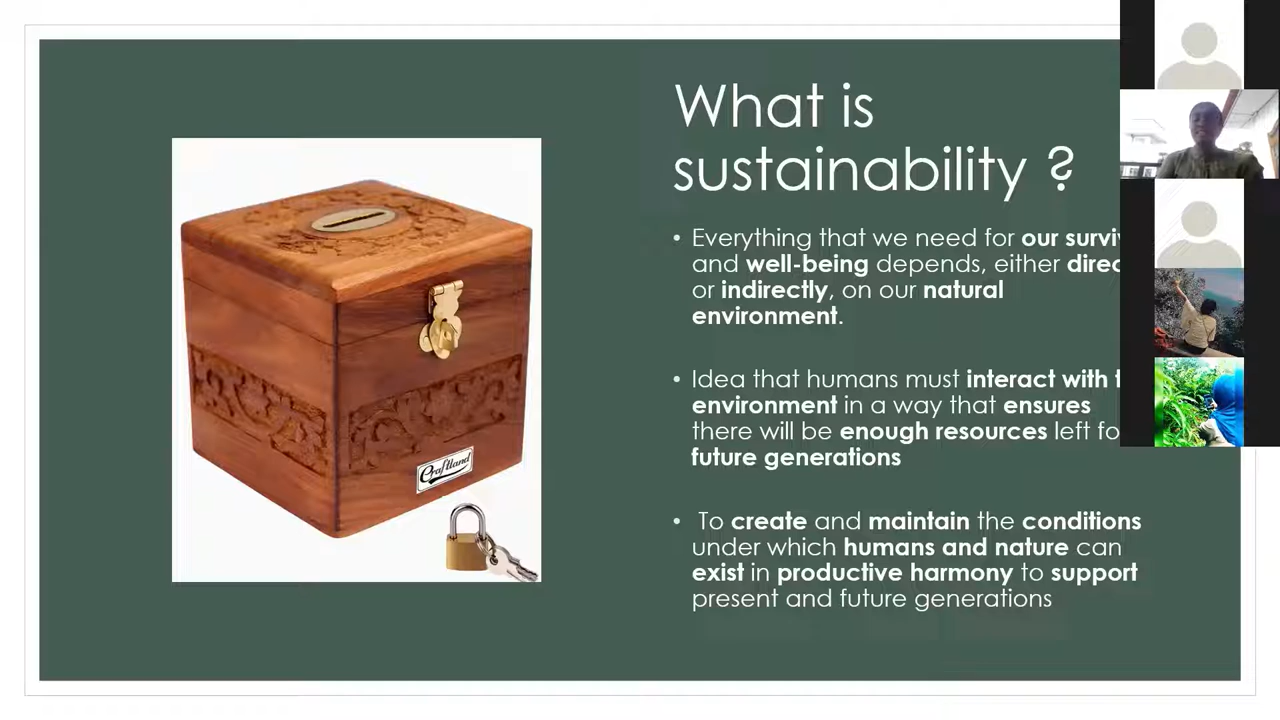 What is
sustainability ?
• Everything that we need for our
and well-being depends, either
or indirectly, on our natural
environment.
• Idea that humans must interact with
environment in a way that ensures
there will be enough resources left
future generations
• To create and maintain the conditions
under which humans and nature can
exist in productive harmony to support
present and future generations
Craftland